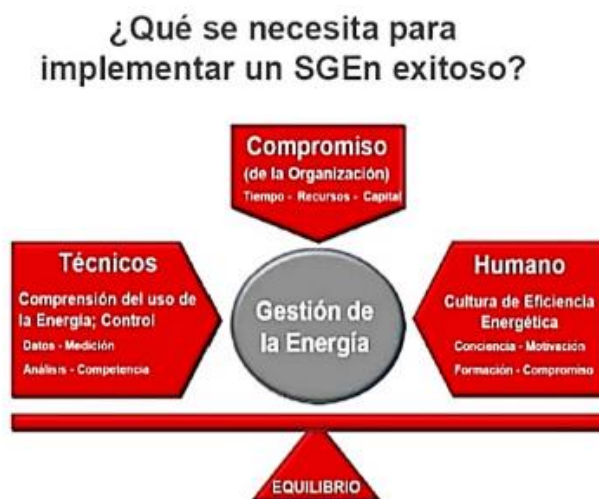 ¿Qué se necesita para
implementar un SGEn exitoso?
Compromiso
(de la Organización)
Tiempo - Recursos - Capital
Técnicos
Comprensión del uso de
la Energía; Control
Datos - Medición
Análisis - Competencia
Gestión de
la Energía
Humano
Cultura de Eficiencia
Energética
Conciencia - Motivación
Formación - Compromiso
EQUILIBRIO